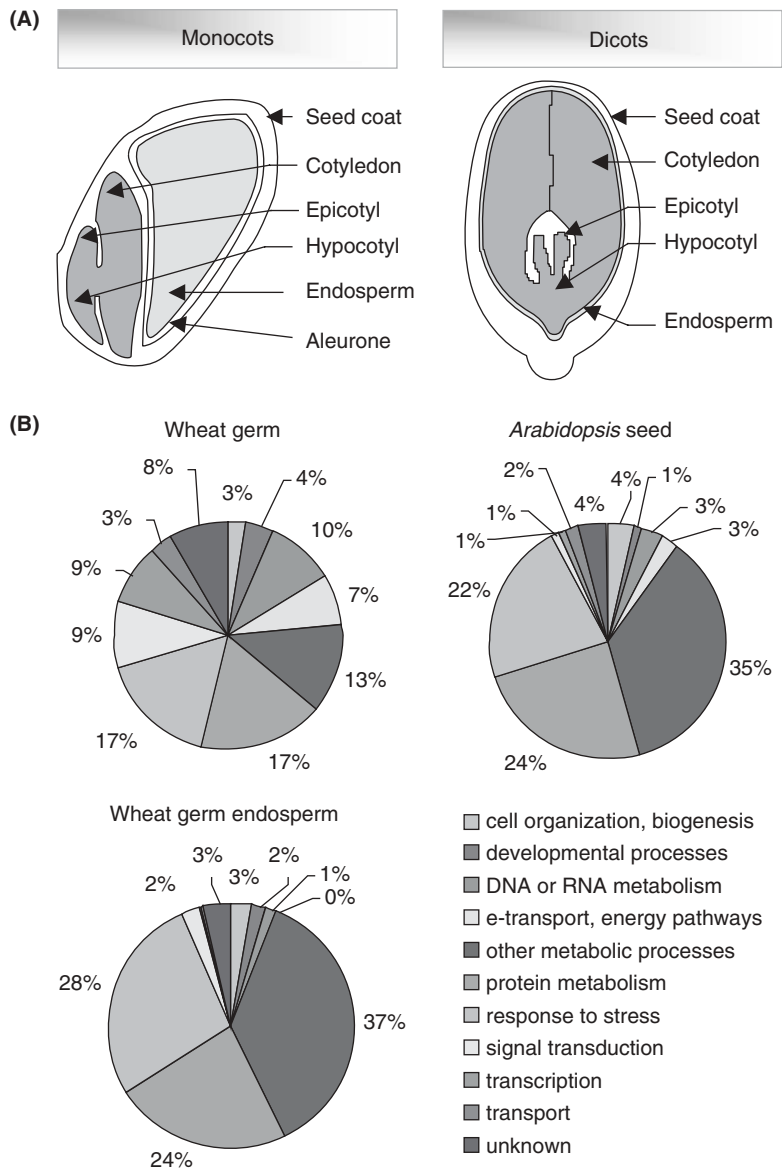 (A)
Monocots
Dicots
Seed coat
Cotyledon
Epicotyl
Hypocotyl
Endosperm
Aleurone
Seed coat
Cotyledon
Epicotyl
Hypocotyl
Endosperm
(B)
Wheat germ
8%
3%
4%
3%
10%
9%
7%
9%
13%
17%
17%
Arabidopsis seed
2%
4%
4%
1%
1%
3%
1%
3%
22%
35%
24%
Wheat germ endosperm
3%
3%
2%
2%
1%
0%
28%
37%
24%
cell organization, biogenesis
developmental processes
DNA or RNA metabolism
e-transport, energy pathways
other metabolic processes
protein metabolism
response to stress
signal transduction
transcription
transport
unknown